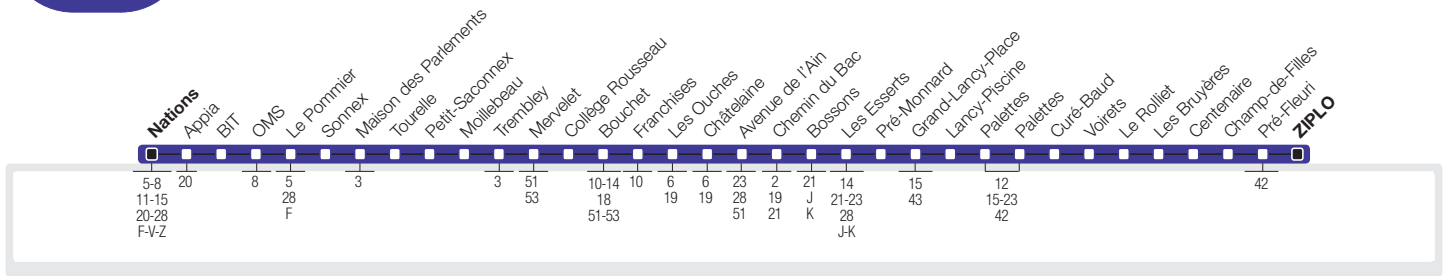 Nations
Appia
BIT
OMS
Le Pommier
Sonnex
Maison des Parlements
Tourelle
Petit-Saconnex
Moillebeau
Trembley
Mervelet
Collège Rousseau
Bouchet
Franchises
Les Ouches
Châtelaine
Avenue de l'Ain
Chemin du Bac
Bossons
Les Esserts
Pré-Monnard
Grand-Lancy-Place
Lancy-Piscine
Palettes
Palettes
Curé-Baud
Voirets
Le Rolliet
Les Bruyères
Centenaire
Champ-de-Filles
Pré-Fleuri
ZIPLO
5-8
11-15
20-28
F-V-Z
20
8
5
28
F
3
3
51
53
10-14
18
51-53
10
6
19
6
19
23
28
51
2
19
21
21
J
K
14
21-23
28
J-K
15
43
12
15-23
42
42